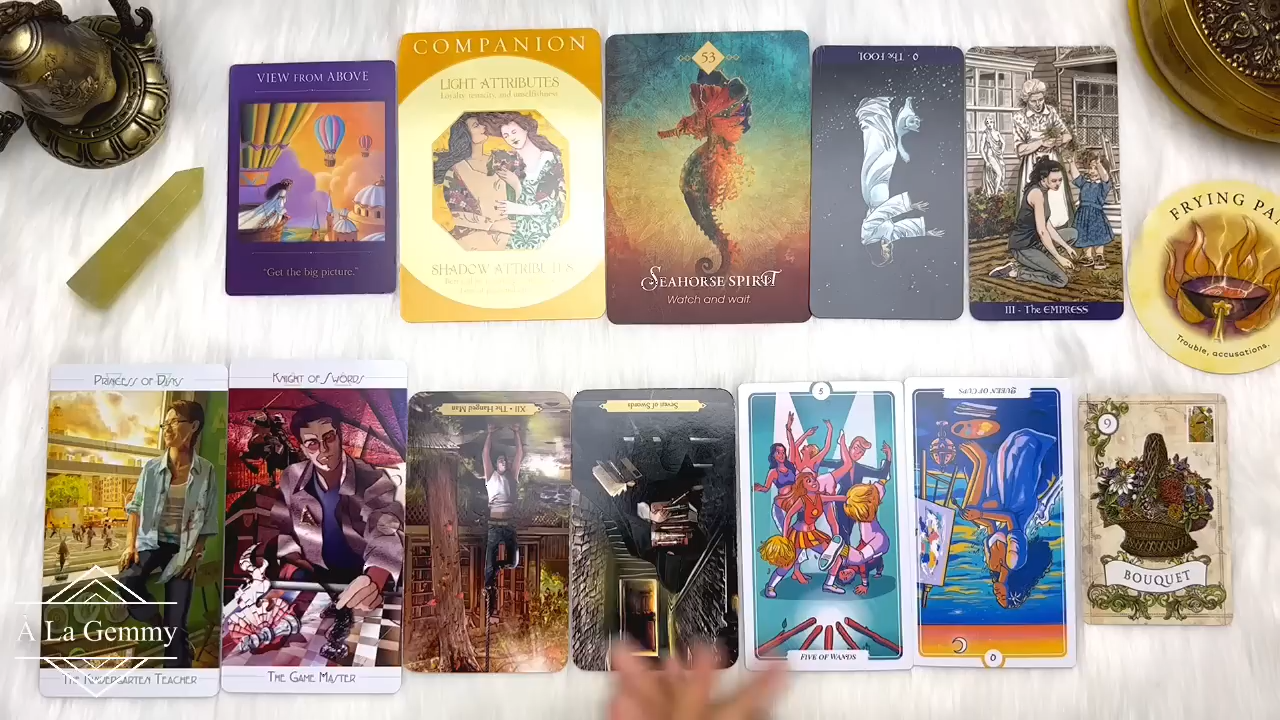 VIEW FROM ABOVE
"Get the big picture."
COMPANION
LIGHT ATTRIBUTES
Loyalty, tenacity, and unselfishness
SHADOW ATTRIBUTES
53
SEAHORSE SPIRIT
Watch and wait.
0 - The FOOL
III - The EMPRESS
FRYING PA
Trouble, accusations.
PRINCESS OF DISKS
THE KINDERGARTEN TEACHER
KNIGHT OF SWORDS
THE GAME MASTER
XII • The Hanged Man
Seven of Swords
5
FIVE OF WANDS
QUEEN OF CUPS
Q
9
BOUQUET
À LA GEMMY